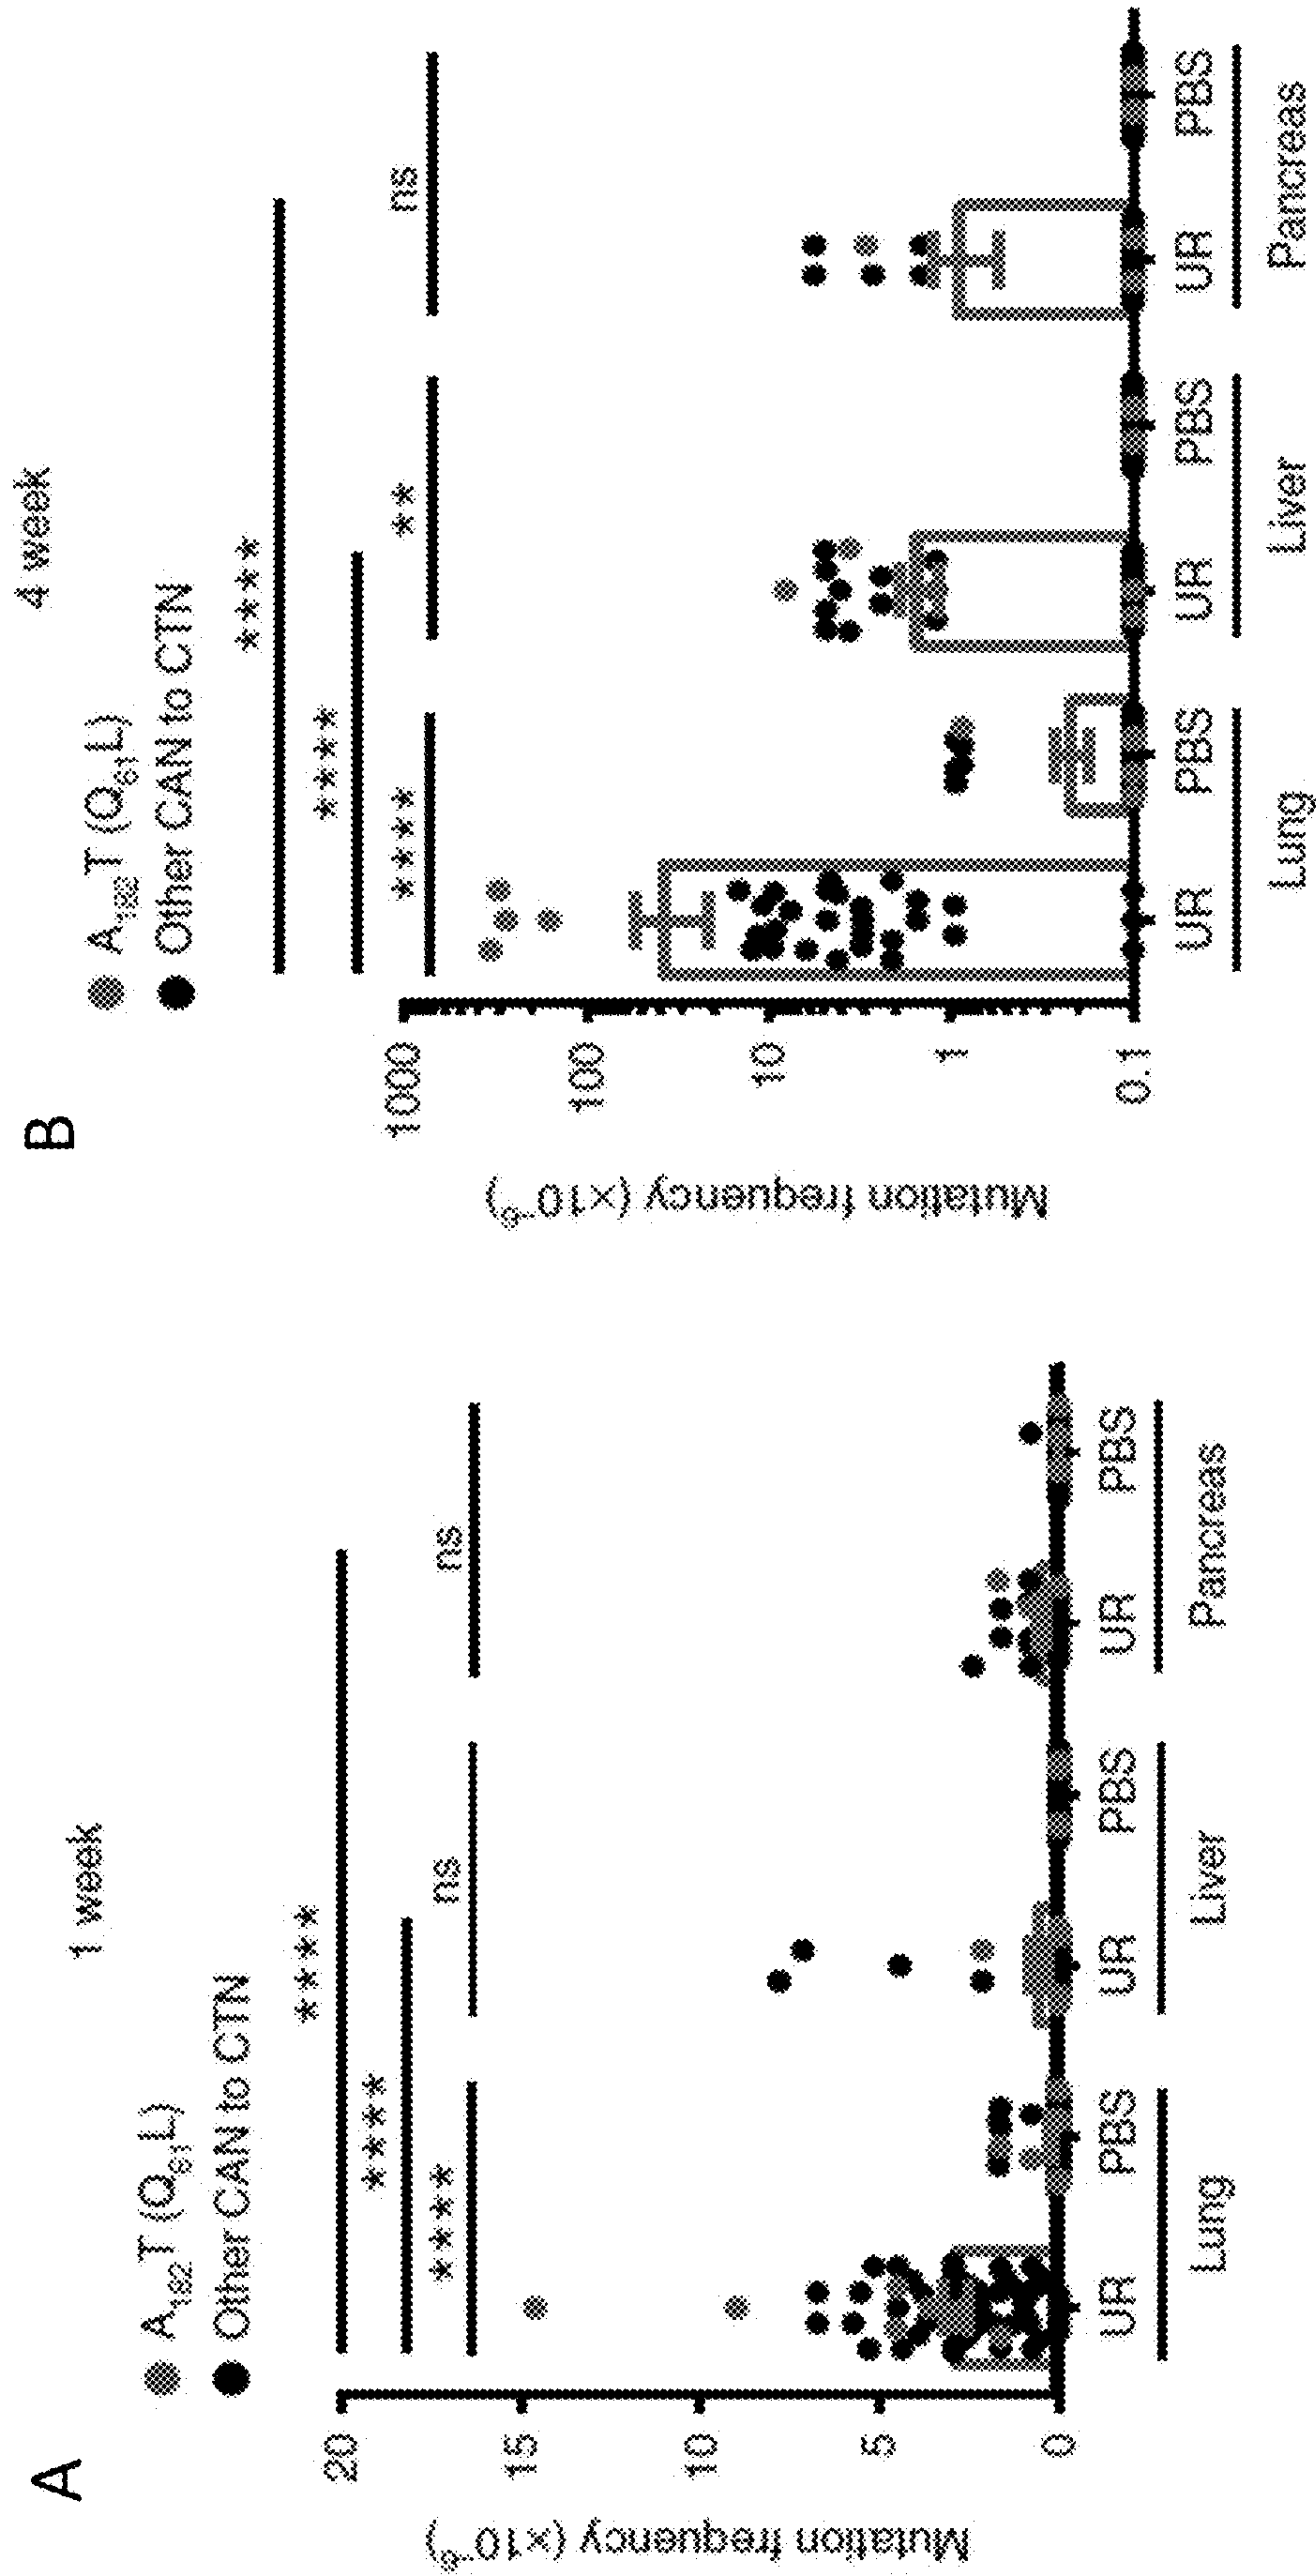 A
1 week
A₁₈₂T (Q₆₁L)
Other CAN to CTN
****
****
****
ns
ns
Mutation frequency (×10⁻⁶)
20
15
10
5
0
UR PBS UR PBS UR PBS
Lung Liver Pancreas
B
4 week
A₁₈₂T (Q₆₁L)
Other CAN to CTN
****
****
****
**
ns
Mutation frequency (×10⁻⁶)
1000
100
10
1
0.1
UR PBS UR PBS UR PBS
Lung Liver Pancreas